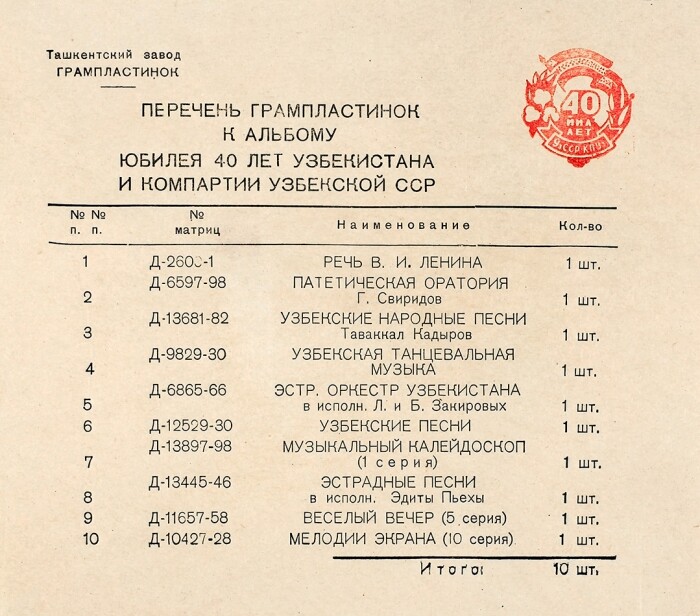 Ташкентский завод
ГРАМПЛАСТИНОК
40
ЛЕТ
ПЕРЕЧЕНЬ ГРАМПЛАСТИНОК
К АЛЬБОМУ
ЮБИЛЕЯ 40 ЛЕТ УЗБЕКИСТАНА
И КОМПАРТИИ УЗБЕКСКОЙ ССР
№ № № Наименование Кол-во
п. п. матриц
1 РЕЧЬ В. И. ЛЕНИНА 1 шт.
Д-6597-98 ПАТЕТИЧЕСКАЯ ОРАТОРИЯ
2 Г. Свиридов 1 шт.
Д-13681-82 УЗБЕКСКИЕ НАРОДНЫЕ ПЕСНИ
3 Таваккал Кадыров 1 шт.
Д-9829-30 УЗБЕКСКАЯ ТАНЦЕВАЛЬНАЯ
4 МУЗЫКА 1 шт.
Д-6865-66 ЭСТР. ОРКЕСТР УЗБЕКИСТАНА
5 в исполн. Л. и Б. Закировых 1 шт.
6 Д-12529-30 УЗБЕКСКИЕ ПЕСНИ 1 шт.
Д-13897-98 МУЗЫКАЛЬНЫЙ КАЛЕЙДОСКОП
7 (1 серия) 1 шт.
Д-13445-46 ЭСТРАДНЫЕ ПЕСНИ
8 в исполн. Эдиты Пьехы 1 шт.
9 Д-11657-58 ВЕСЕЛЫЙ ВЕЧЕР (5 серия) 1 шт.
10 Д-10427-28 МЕЛОДИИ ЭКРАНА (10 серия) 1 шт.
Итого: 10 шт.